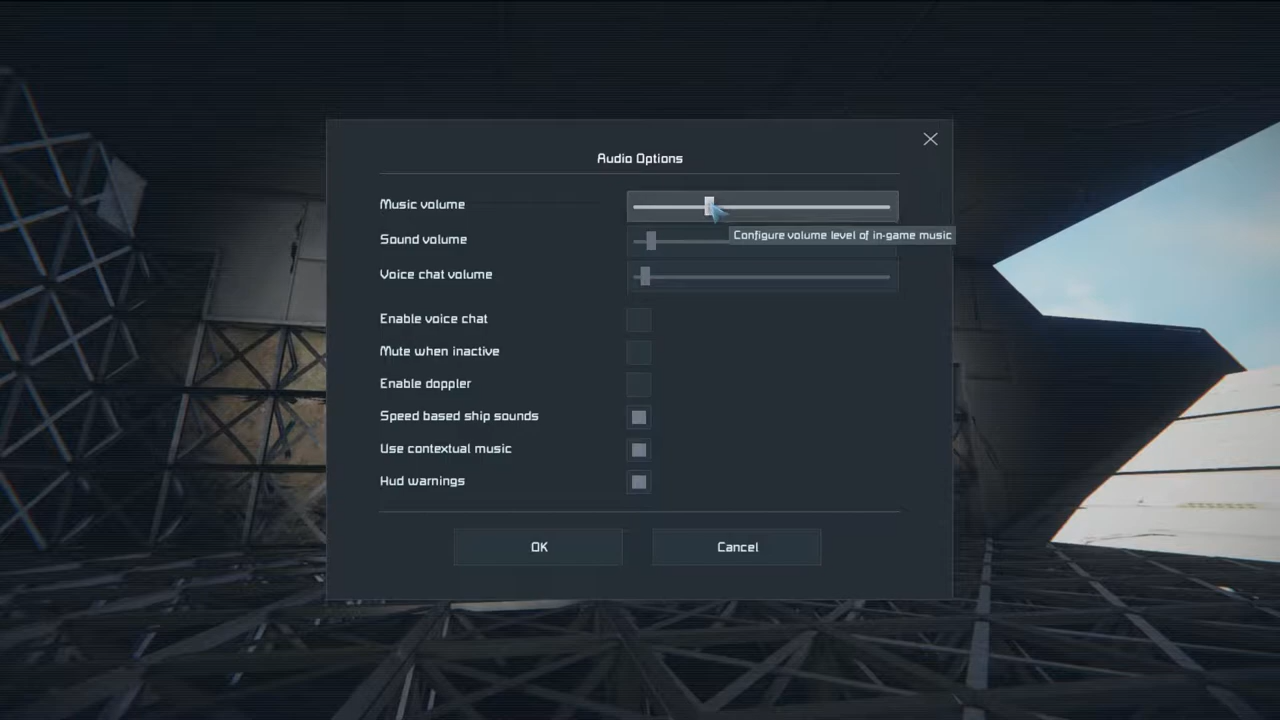 Audio Options
Music volume
Configure volume level of in-game music
Sound volume
Voice chat volume
Enable voice chat
Mute when inactive
Enable doppler
Speed based ship sounds
Use contextual music
Hud warnings
OK
Cancel